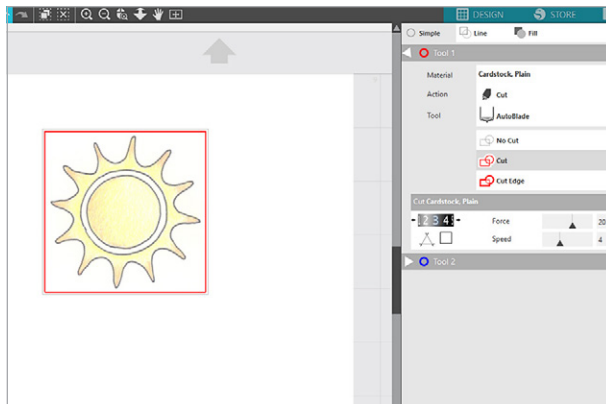 DESIGN STORE
Simple Line Fill
Tool 1
Material Cardstock, Plain
Action Cut
Tool AutoBlade
No Cut
Cut
Cut Edge
Cut Cardstock, Plain
1 2 3 4 5 Force 20
Speed 4
Tool 2